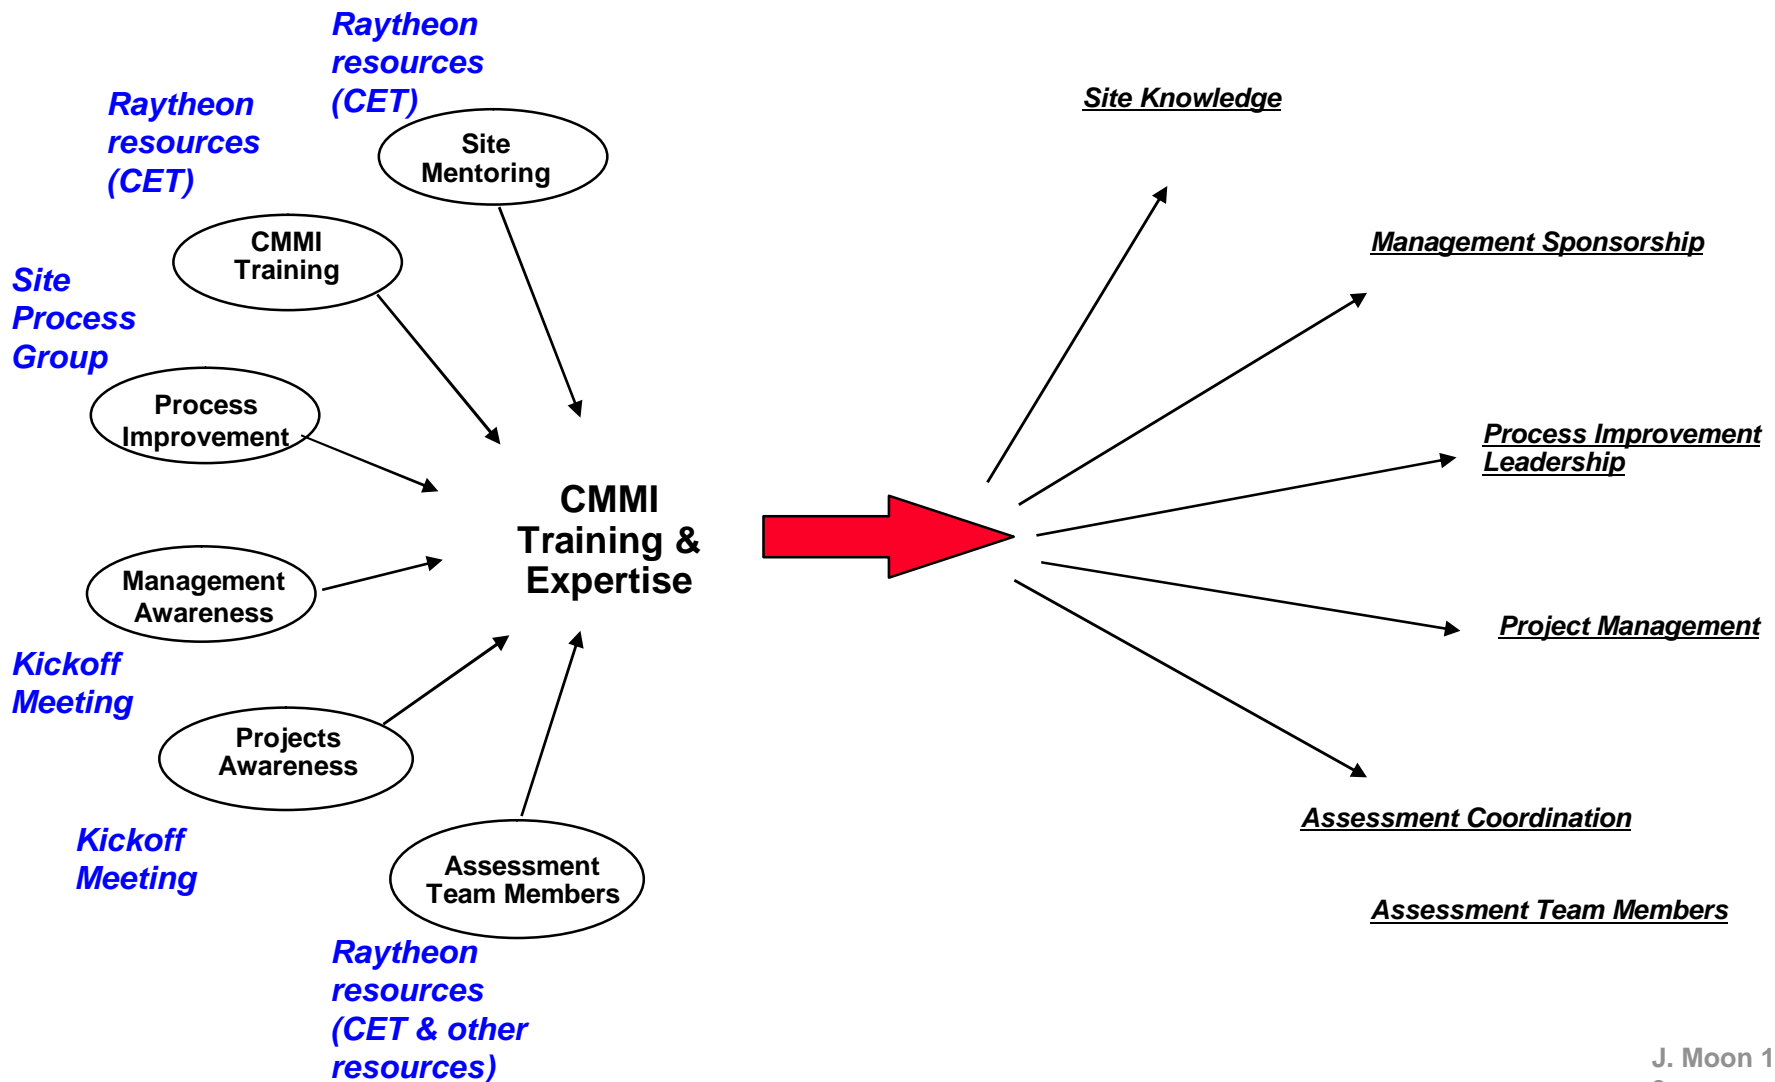 Raytheon
resources
(CET)
Raytheon
resources
(CET)
Site
Mentoring
CMMI
Training
Site
Process
Group
Process
Improvement
Management
Awareness
Kickoff
Meeting
Projects
Awareness
Kickoff
Meeting
Assessment
Team Members
Raytheon
resources
(CET & other
resources)
CMMI
Training &
Expertise
Site Knowledge
Management Sponsorship
Process Improvement
Leadership
Project Management
Assessment Coordination
Assessment Team Members
J. Moon 1